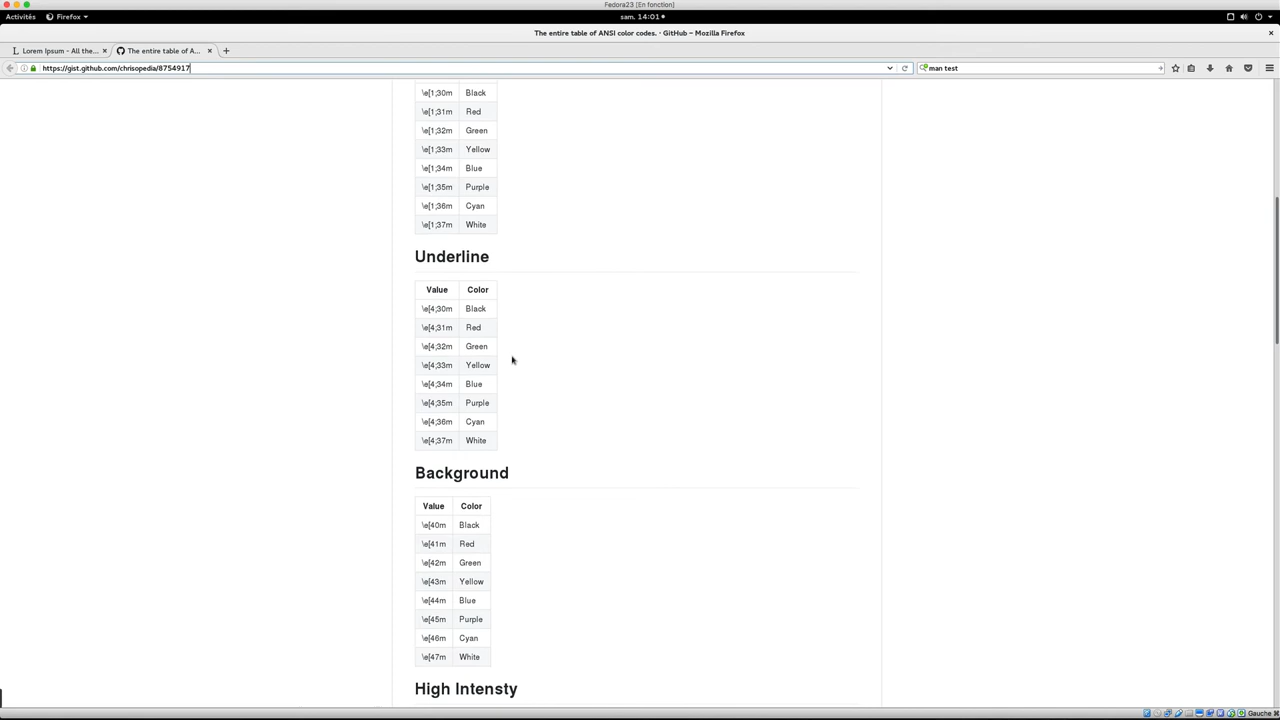 Fedora23 [En fonction]
Activités Firefox sam. 14:01
The entire table of ANSI color codes. · GitHub – Mozilla Firefox
Lorem Ipsum - All the... The entire table of A...
https://gist.github.com/chrisopedia/8754917 man test
\e[1;30m Black
\e[1;31m Red
\e[1;32m Green
\e[1;33m Yellow
\e[1;34m Blue
\e[1;35m Purple
\e[1;36m Cyan
\e[1;37m White
Underline
Value Color
\e[4;30m Black
\e[4;31m Red
\e[4;32m Green
\e[4;33m Yellow
\e[4;34m Blue
\e[4;35m Purple
\e[4;36m Cyan
\e[4;37m White
Background
Value Color
\e[40m Black
\e[41m Red
\e[42m Green
\e[43m Yellow
\e[44m Blue
\e[45m Purple
\e[46m Cyan
\e[47m White
High Intensty
Gauche ⌘